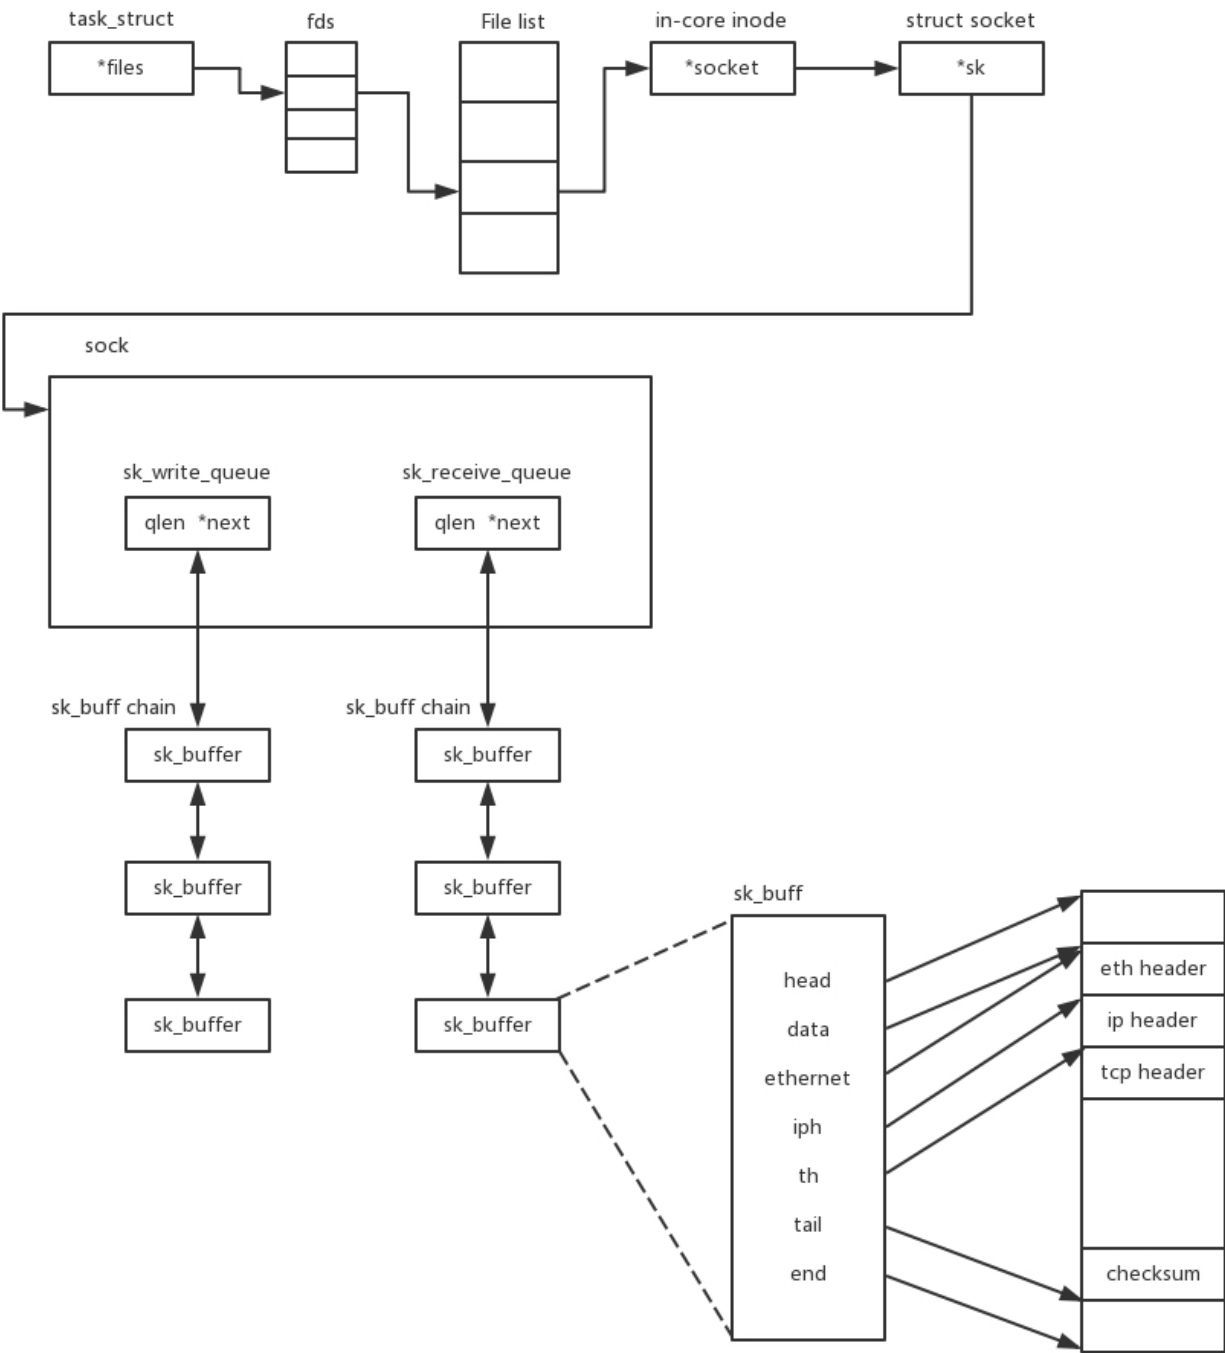 task_struct
fds
File list
in-core inode
struct socket
*files
*socket
*sk
sock
sk_write_queue
sk_receive_queue
qlen *next
qlen *next
sk_buff chain
sk_buff chain
sk_buffer
sk_buffer
sk_buffer
sk_buffer
sk_buffer
sk_buffer
sk_buff
head
data
ethernet
iph
th
tail
end
eth header
ip header
tcp header
checksum